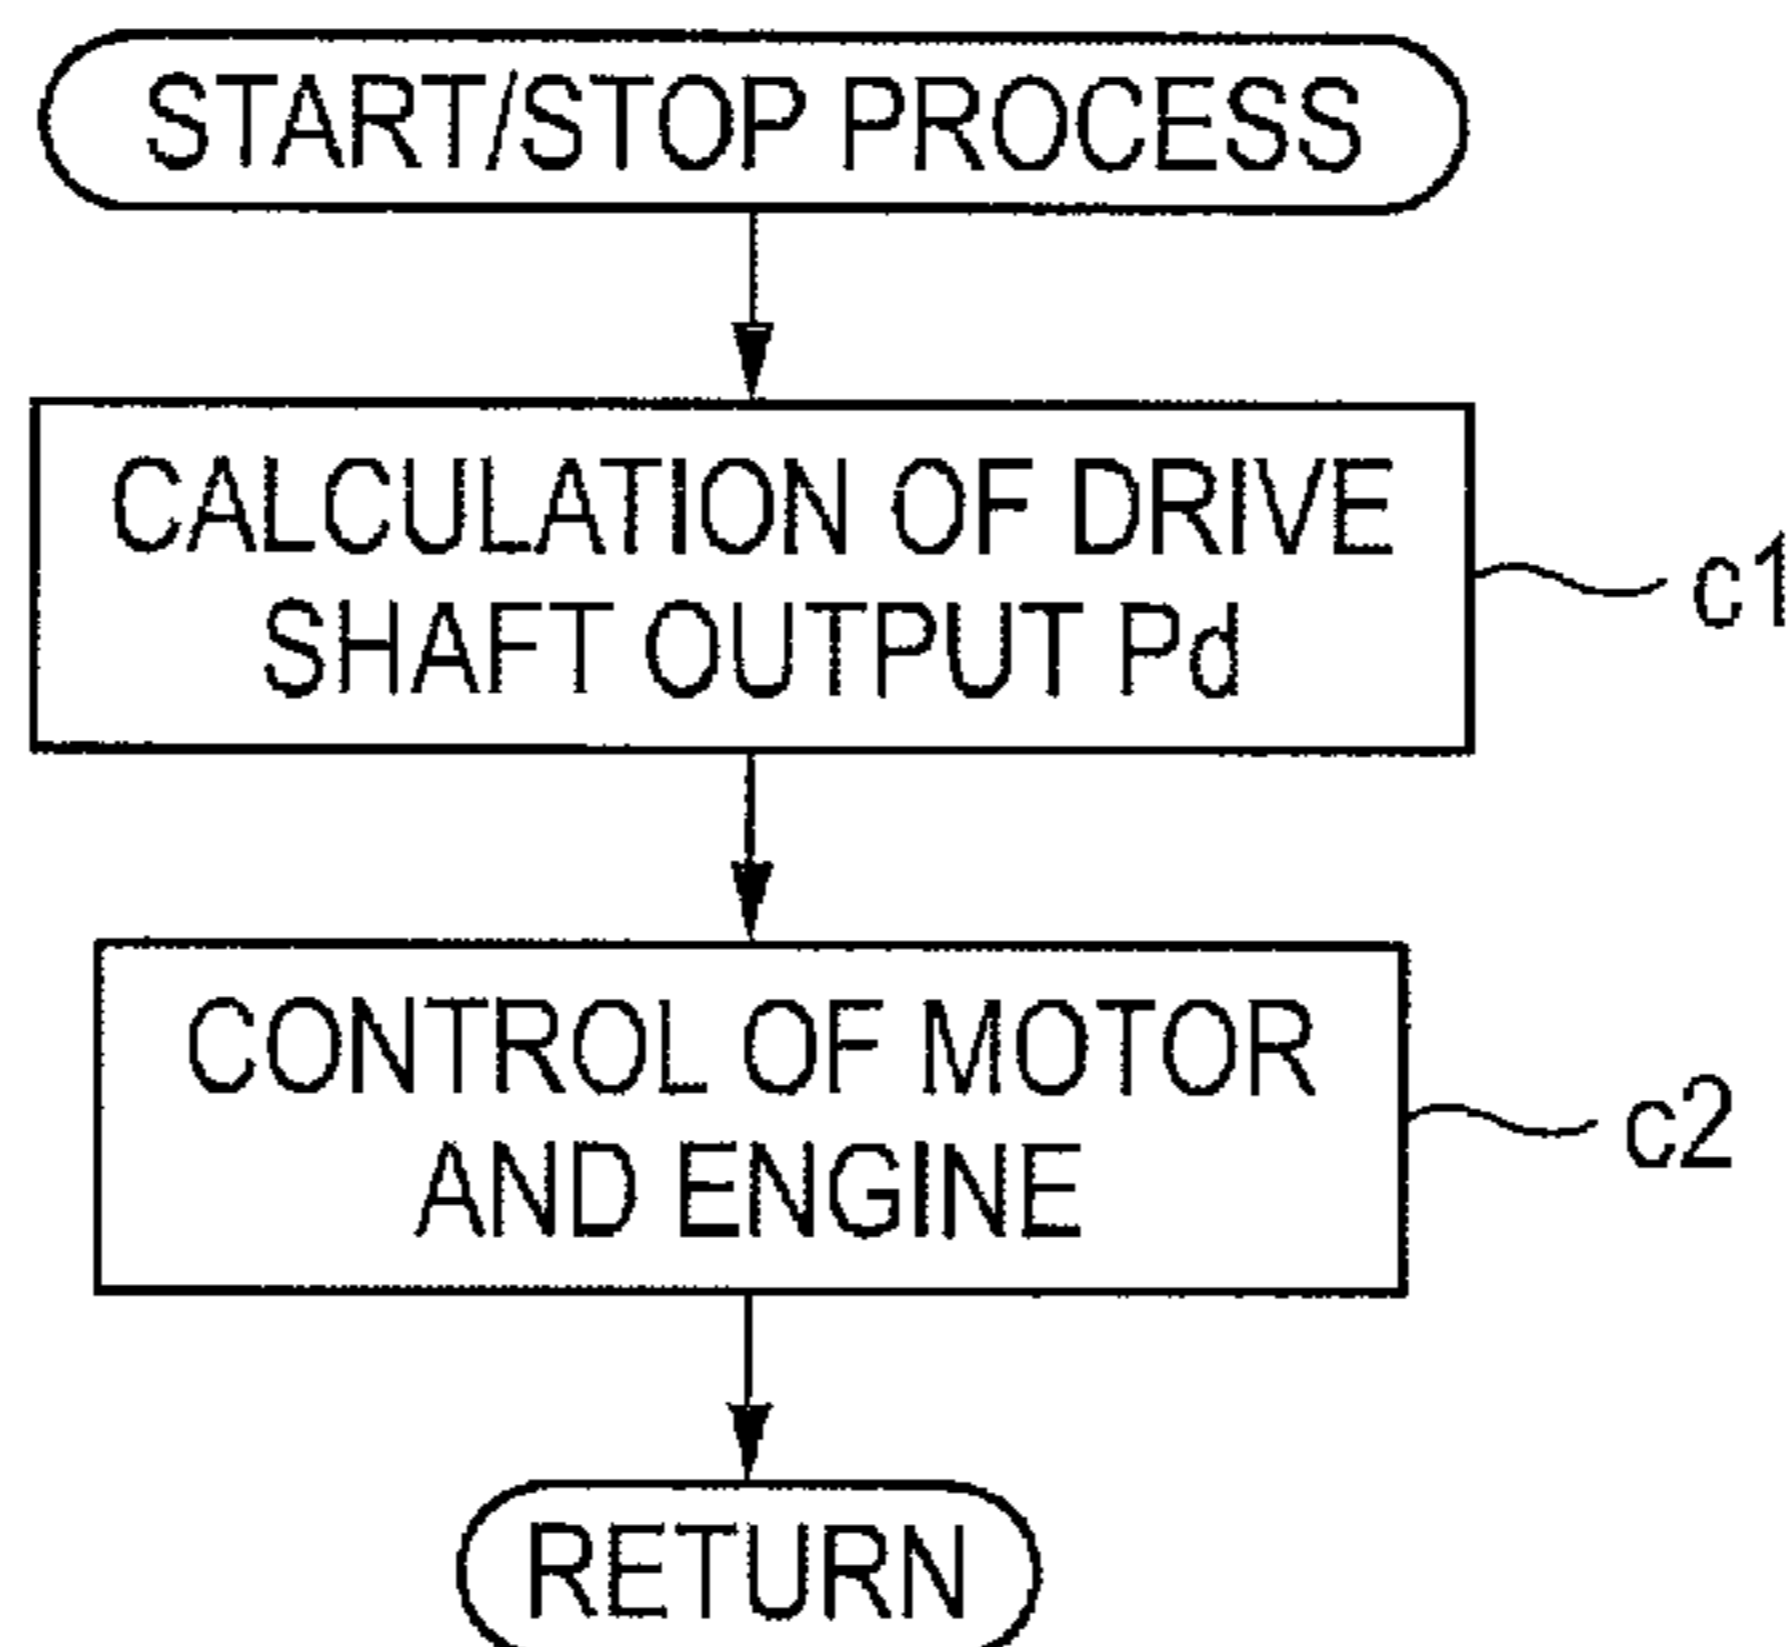 START/STOP PROCESS
CALCULATION OF DRIVE
SHAFT OUTPUT Pd
c1
CONTROL OF MOTOR
AND ENGINE
c2
RETURN